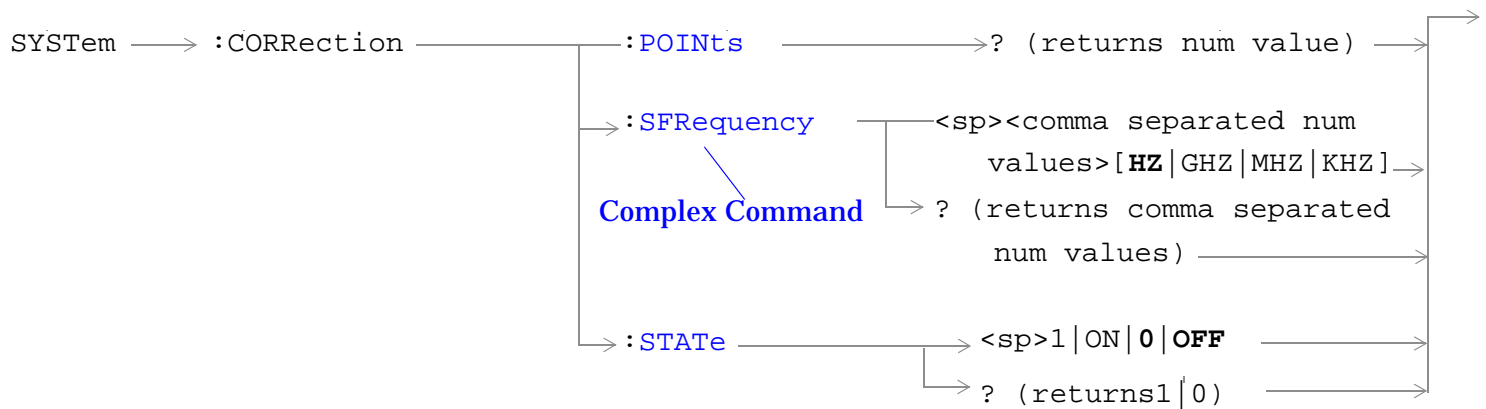 SYSTem :CORRection :POINts ? (returns num value)
:SFRequency <sp><comma separated num
values>[HZ|GHZ|MHZ|KHZ]
Complex Command ? (returns comma separated
num values)
:STATe <sp>1|ON|0|OFF
? (returns1|0)